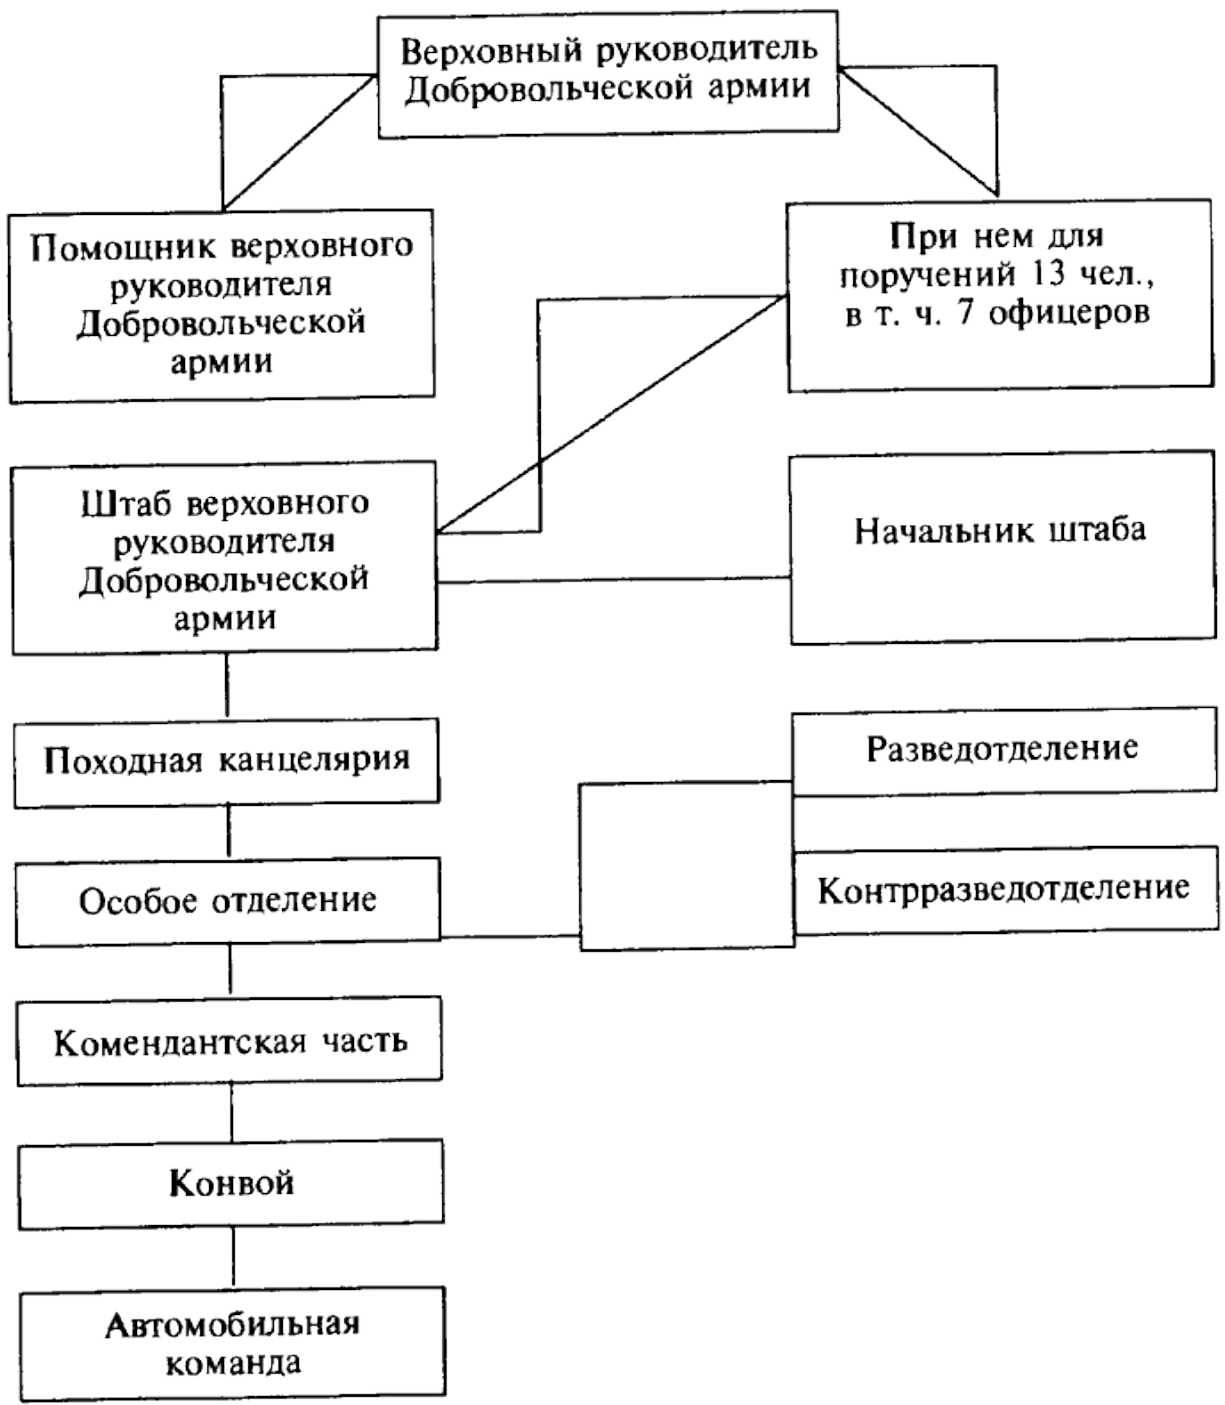 Верховный руководитель
Добровольческой армии
Помощник верховного
руководителя
Добровольческой
армии
При нем для
поручений 13 чел.,
в т. ч. 7 офицеров
Штаб верховного
руководителя
Добровольческой
армии
Начальник штаба
Походная канцелярия
Разведотделение
Особое отделение
Контрразведотделение
Комендантская часть
Конвой
Автомобильная
команда